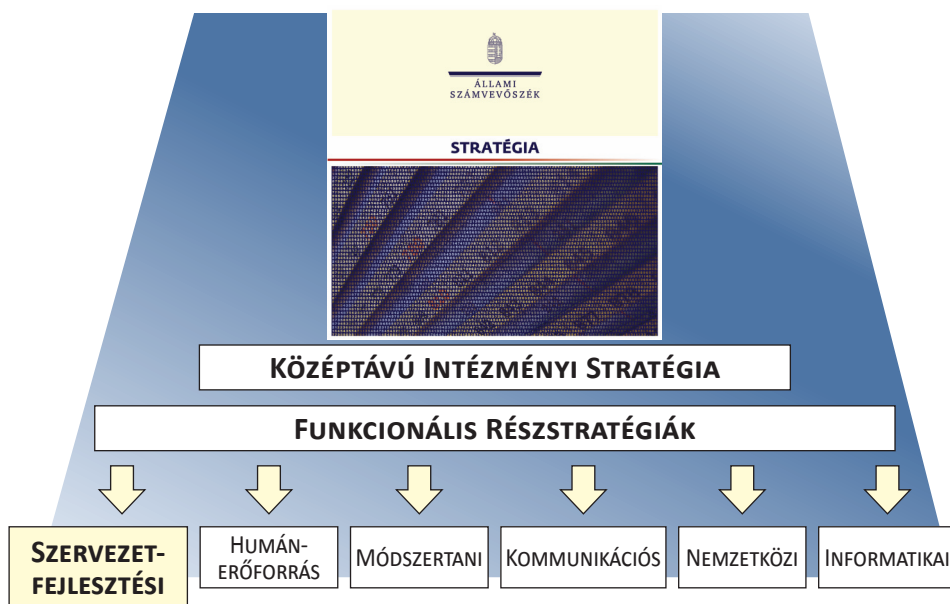 ÁLLAMI
SZÁMVEVŐSZÉK
STRATÉGIA
KÖZÉPTÁVÚ INTÉZMÉNYI STRATÉGIA
FUNKCIONÁLIS RÉSZSTRATÉGIÁK
SZERVEZET-
FEJLESZTÉSI
HUMÁN-
ERŐFORRÁS
MÓDSZERTANI
KOMMUNIKÁCIÓS
NEMZETKÖZI
INFORMATIKAI